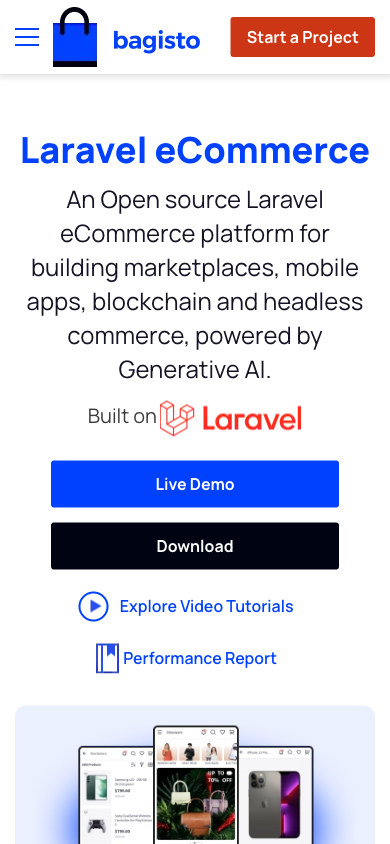 bagisto
Start a Project
Laravel eCommerce
An Open source Laravel
eCommerce platform for
building marketplaces, mobile
apps, blockchain and headless
commerce, powered by
Generative AI.
Built on Laravel
Live Demo
Download
Explore Video Tutorials
Performance Report
UP TO
70% OFF
$799.00